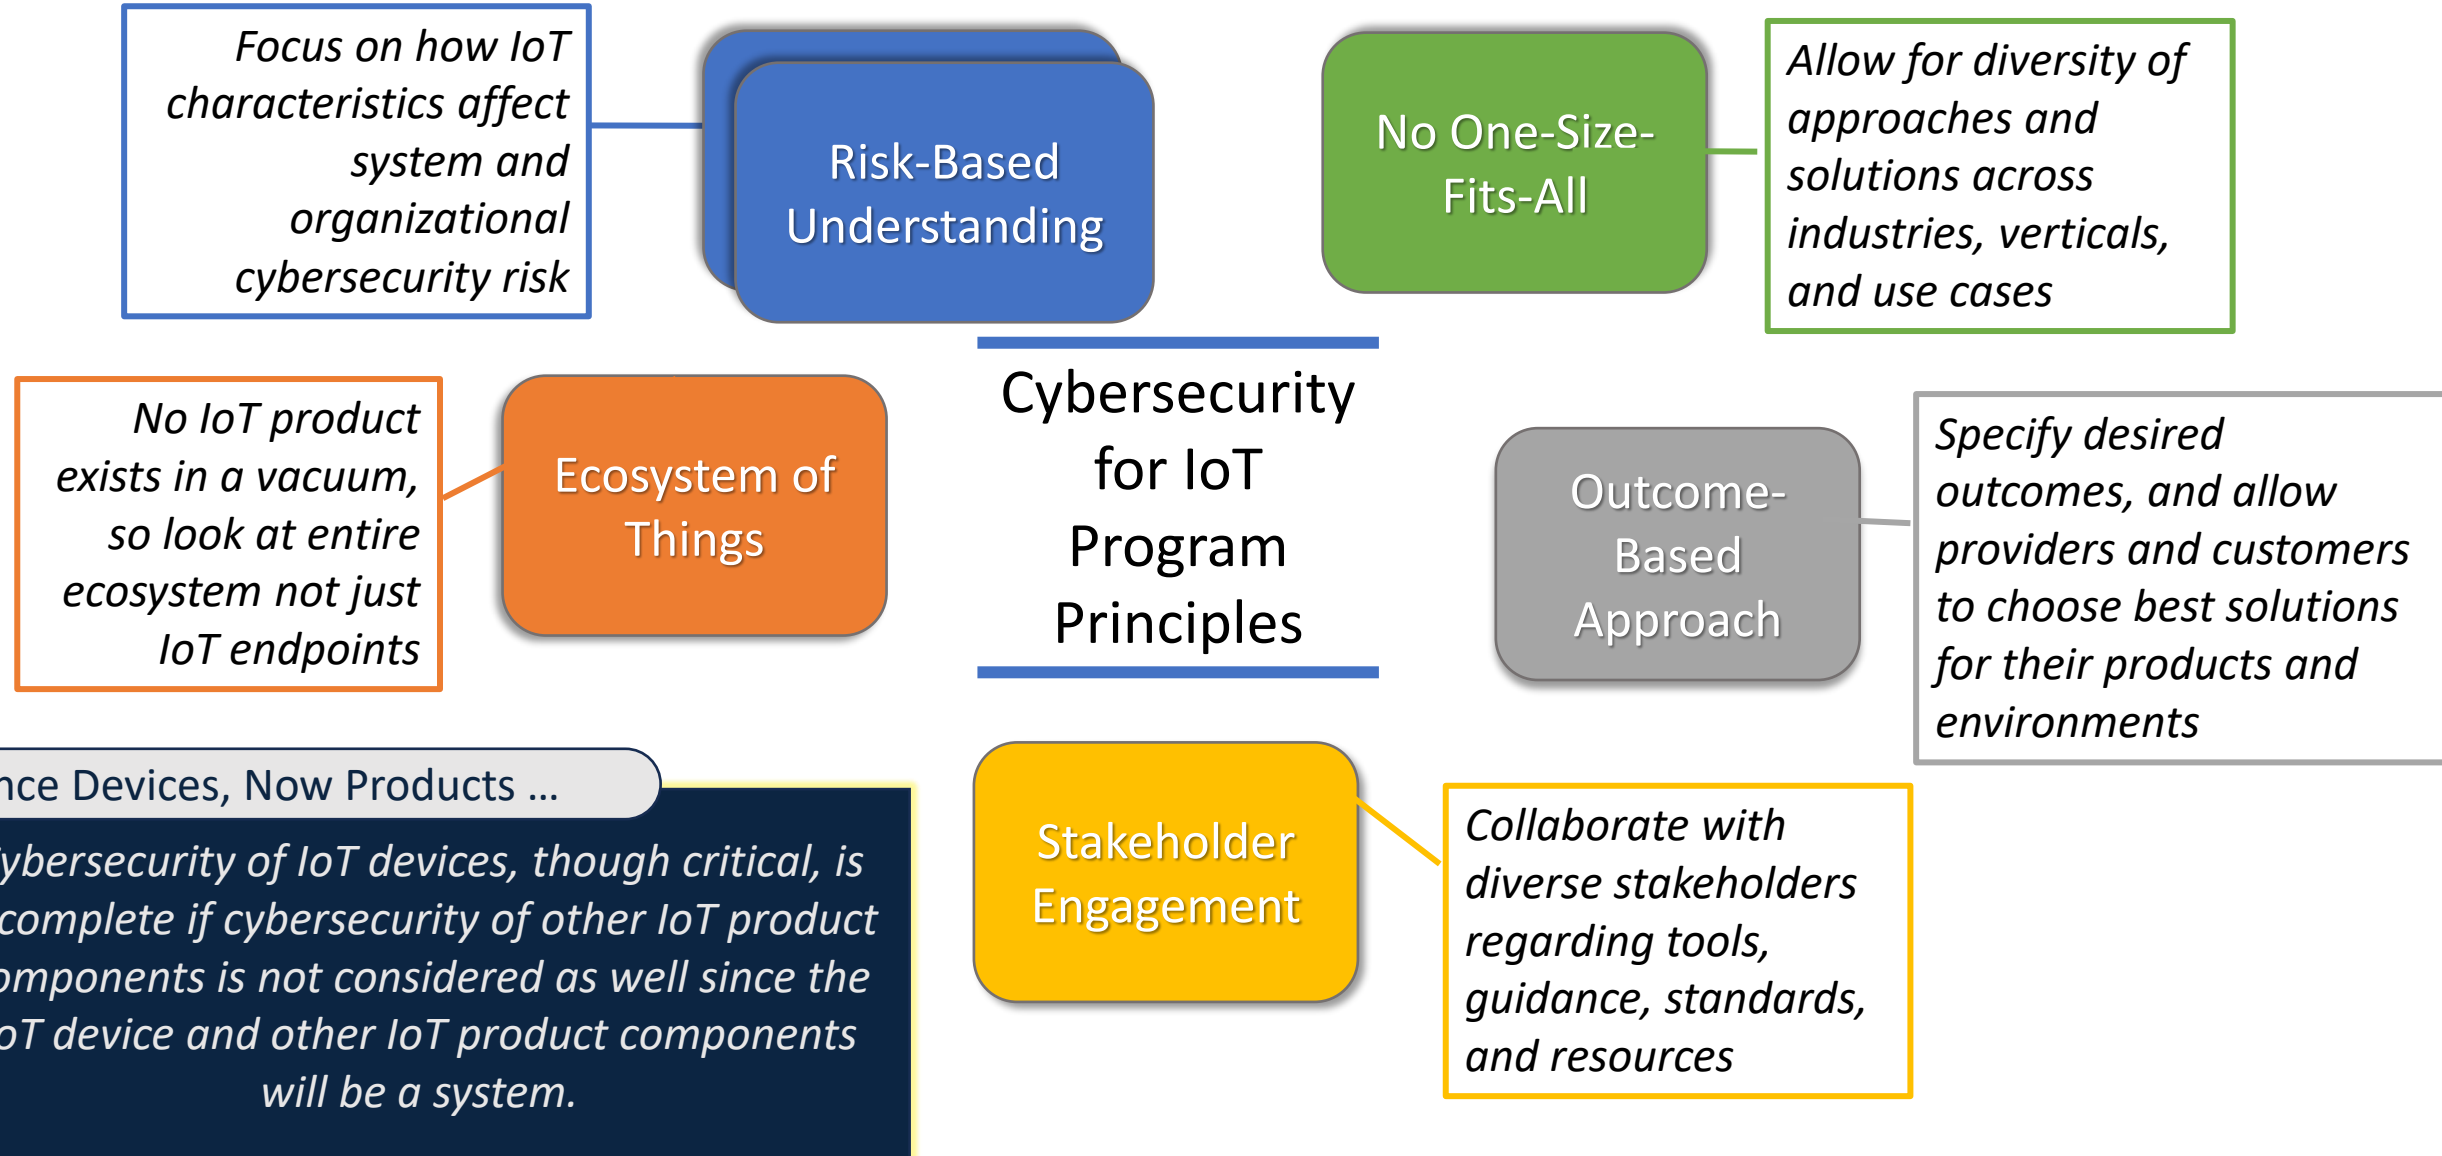 Focus on how IoT
characteristics affect
system and
organizational
cybersecurity risk
Risk-Based
Understanding
No One-Size-
Fits-All
Allow for diversity of
approaches and
solutions across
industries, verticals,
and use cases
No IoT product
exists in a vacuum,
so look at entire
ecosystem not just
IoT endpoints
Ecosystem of
Things
Cybersecurity
for IoT
Program
Principles
Outcome-
Based
Approach
Specify desired
outcomes, and allow
providers and customers
to choose best solutions
for their products and
environments
Devices, Now Products ...
of IoT devices, though critical, is
if cybersecurity of other IoT product
is not considered as well since the
device and other IoT product components
will be a system.
Stakeholder
Engagement
Collaborate with
diverse stakeholders
regarding tools,
guidance, standards,
and resources